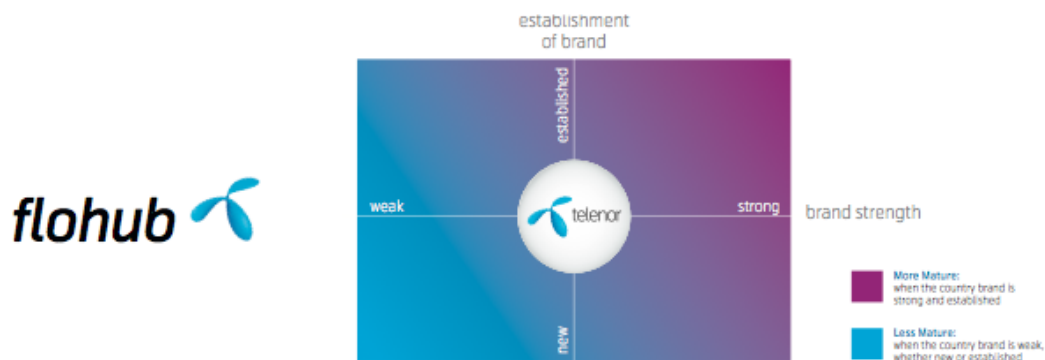 establishment
of brand
established
flohub
weak
telenor
strong
brand strength
new
More Mature:
when the country brand is
strong and established
Less Mature:
when the country brand is weak,
whether new or established